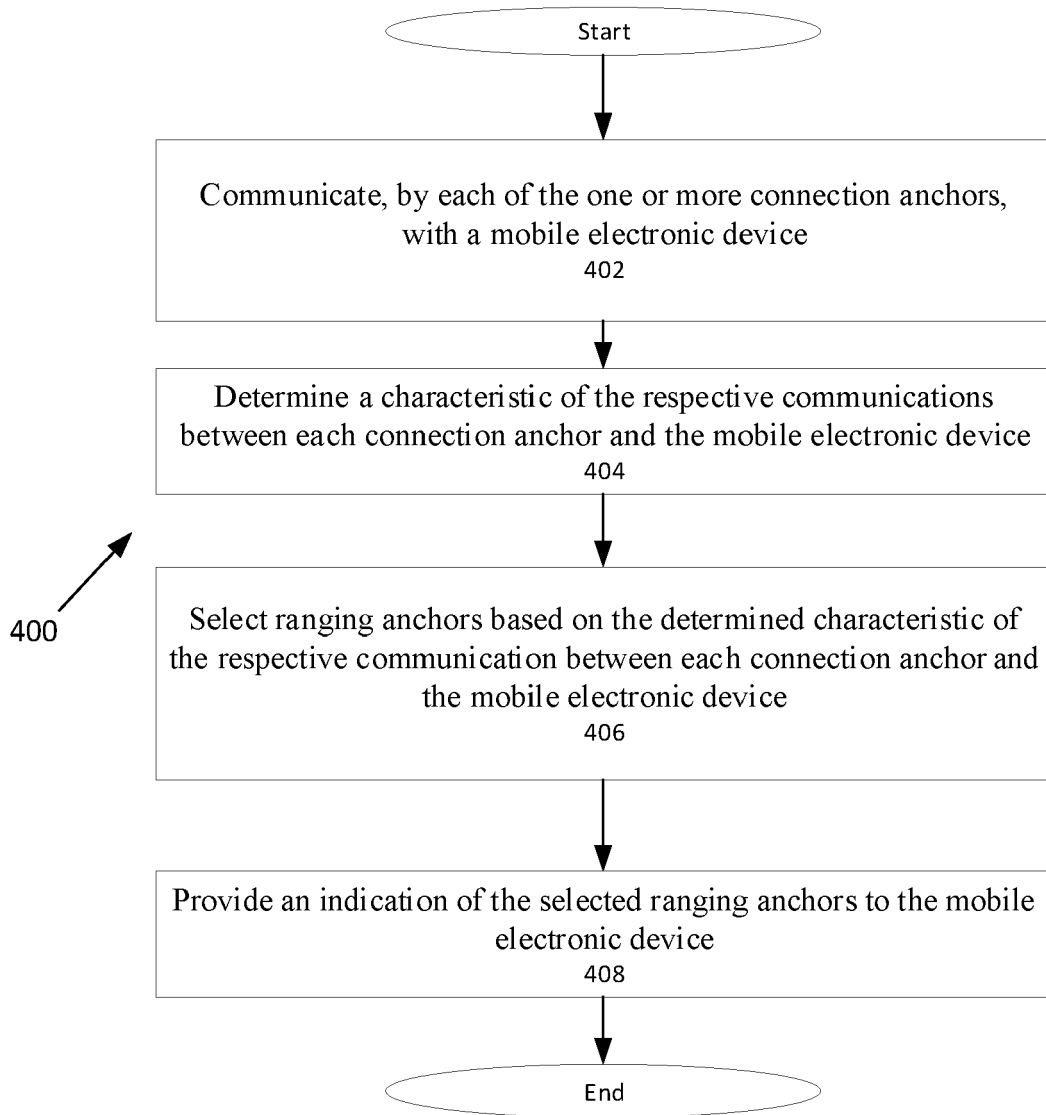 Start
Communicate, by each of the one or more connection anchors,
with a mobile electronic device
402
Determine a characteristic of the respective communications
between each connection anchor and the mobile electronic device
404
400
Select ranging anchors based on the determined characteristic of
the respective communication between each connection anchor and
the mobile electronic device
406
Provide an indication of the selected ranging anchors to the mobile
electronic device
408
End